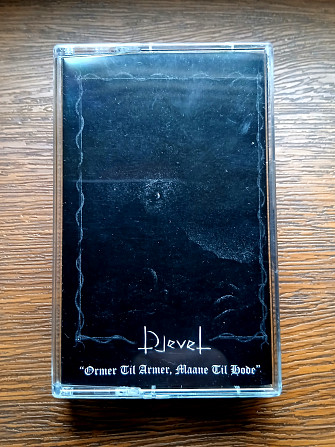 Djevel
"Ormer Til Armer, Maane Til Hode"